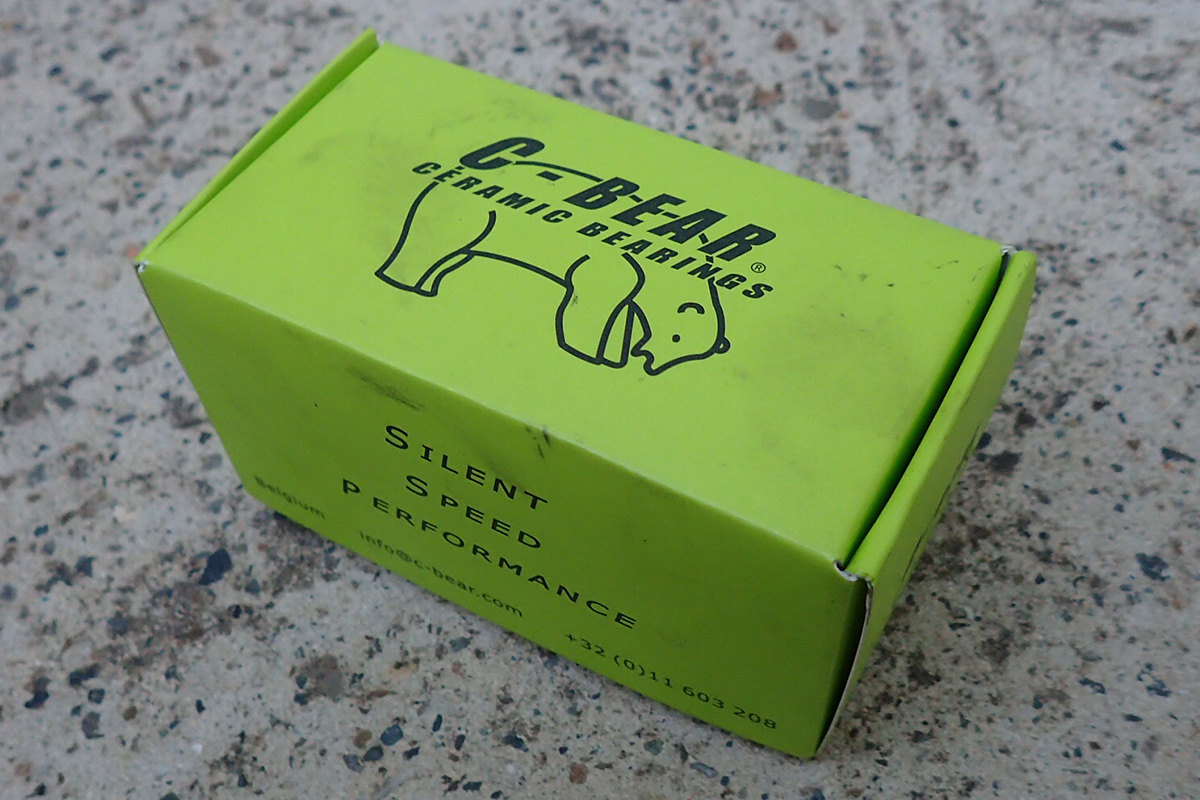 C-BEAR®
CERAMIC BEARINGS
SILENT
SPEED
PERFORMANCE
Belgium info@c-bear.com +32 (0)11 603 208